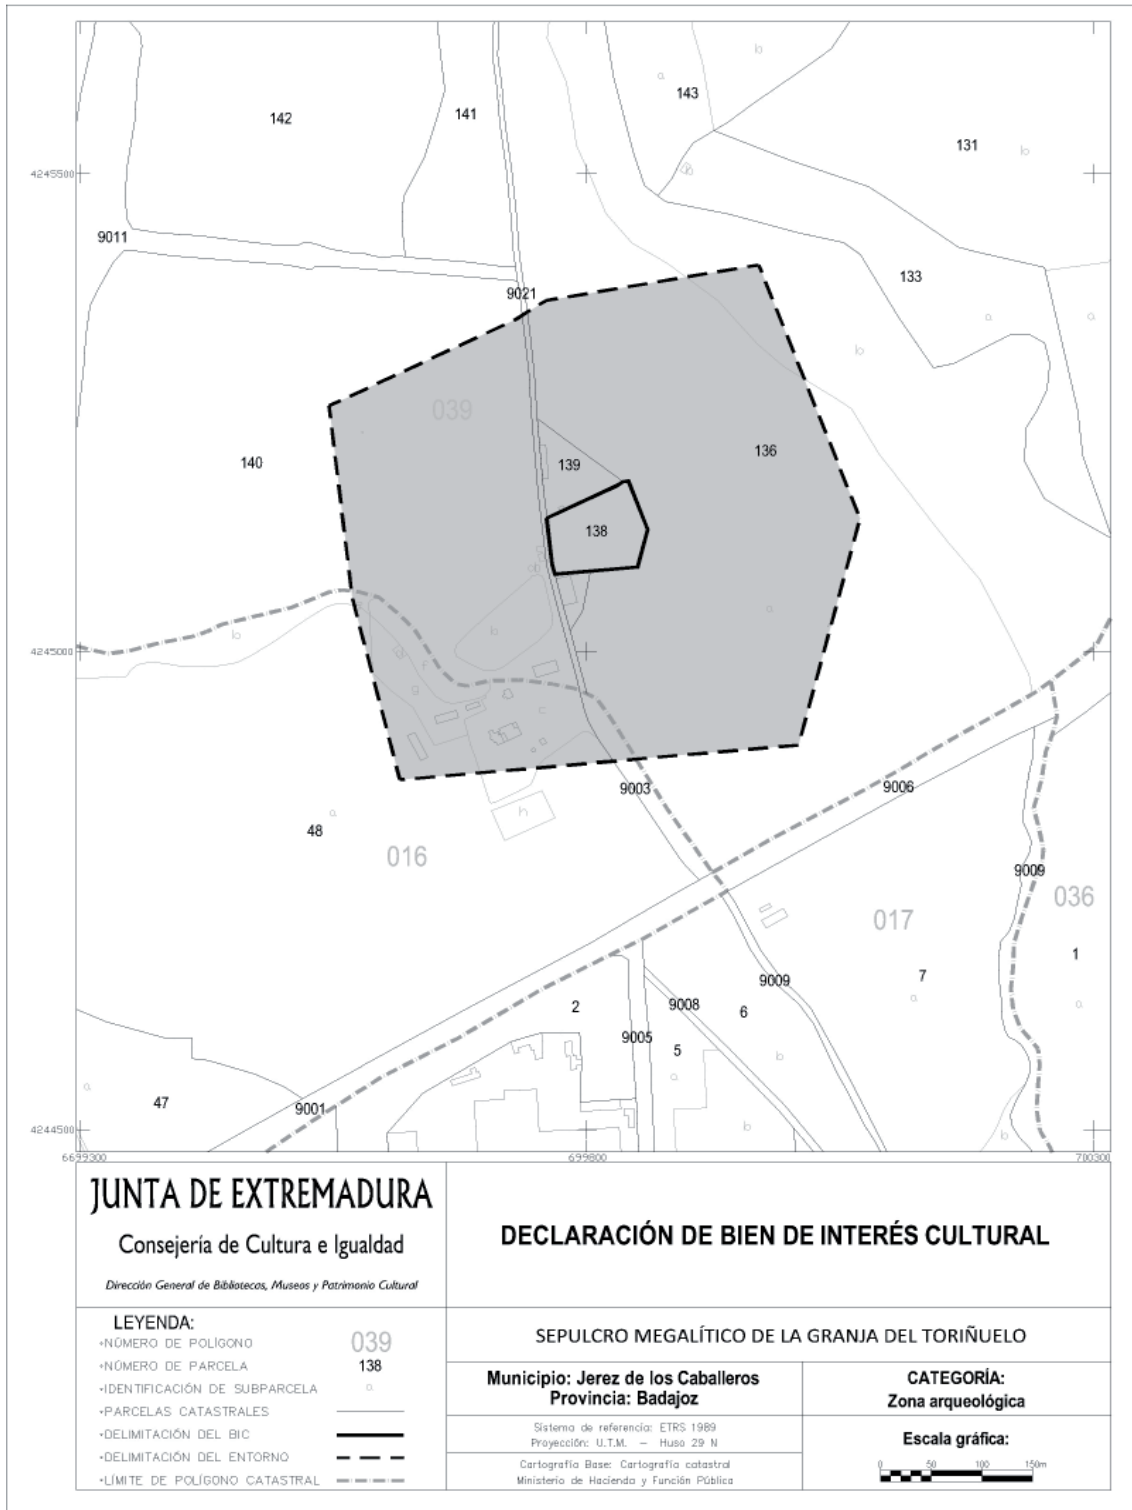 142
141
143
b
a
131
b
4245500
9011
133
9021
a
a
b
039
136
140
139
138
a
b
b
4245000
f
g
c
9003
9006
a
48
h
016
9009
036
017
1
7
9009
a
a
2
9008
6
9005
5
b
a
a
47
9001
b
b
4244500
6699300
699800
700300
JUNTA DE EXTREMADURA
Consejería de Cultura e Igualdad
Dirección General de Bibliotecas, Museos y Patrimonio Cultural
DECLARACIÓN DE BIEN DE INTERÉS CULTURAL
LEYENDA:
•NÚMERO DE POLÍGONO 039
•NÚMERO DE PARCELA 138
•IDENTIFICACIÓN DE SUBPARCELA a
•PARCELAS CATASTRALES
•DELIMITACIÓN DEL BIC
•DELIMITACIÓN DEL ENTORNO
•LÍMITE DE POLÍGONO CATASTRAL
SEPULCRO MEGALÍTICO DE LA GRANJA DEL TORIÑUELO
Municipio: Jerez de los Caballeros
Provincia: Badajoz
Sistema de referencia: ETRS 1989
Proyección: U.T.M. – Huso 29 N
Cartografía Base: Cartografía catastral
Ministerio de Hacienda y Función Pública
CATEGORÍA:
Zona arqueológica
Escala gráfica:
0 50 100 150m